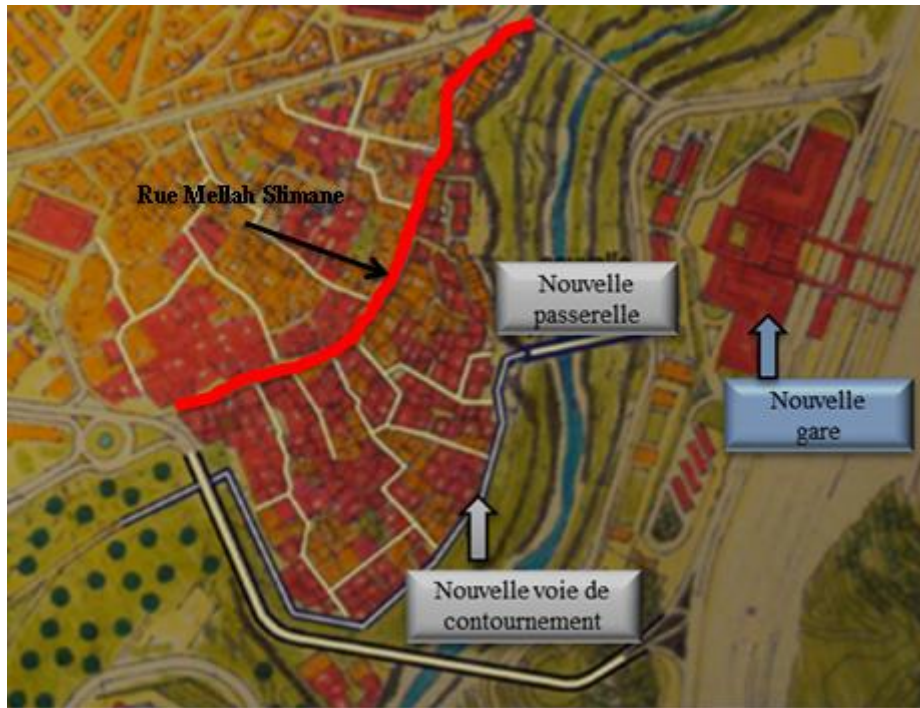 Rue Mellah Slimane
Nouvelle
passerelle
Nouvelle
gare
Nouvelle voie de
contournement